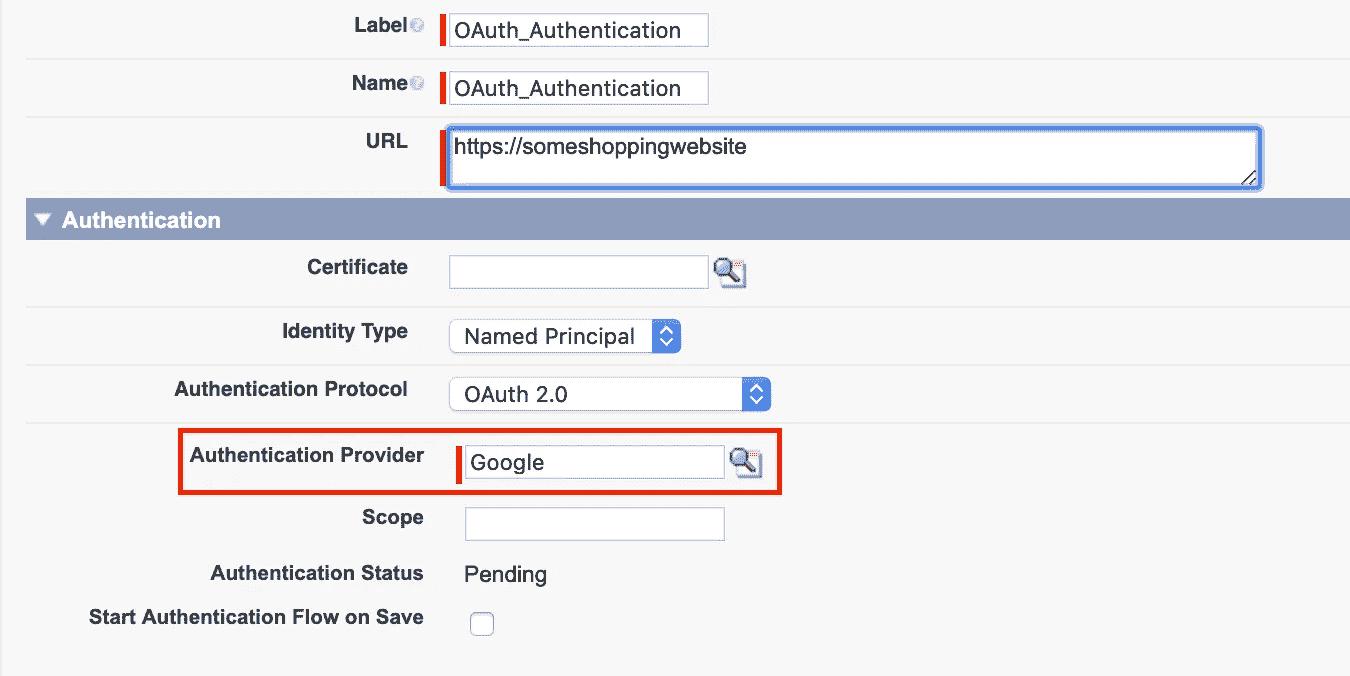 Label OAuth_Authentication
Name OAuth_Authentication
URL https://someshoppingwebsite
Authentication
Certificate
Identity Type Named Principal
Authentication Protocol OAuth 2.0
Authentication Provider Google
Scope
Authentication Status Pending
Start Authentication Flow on Save